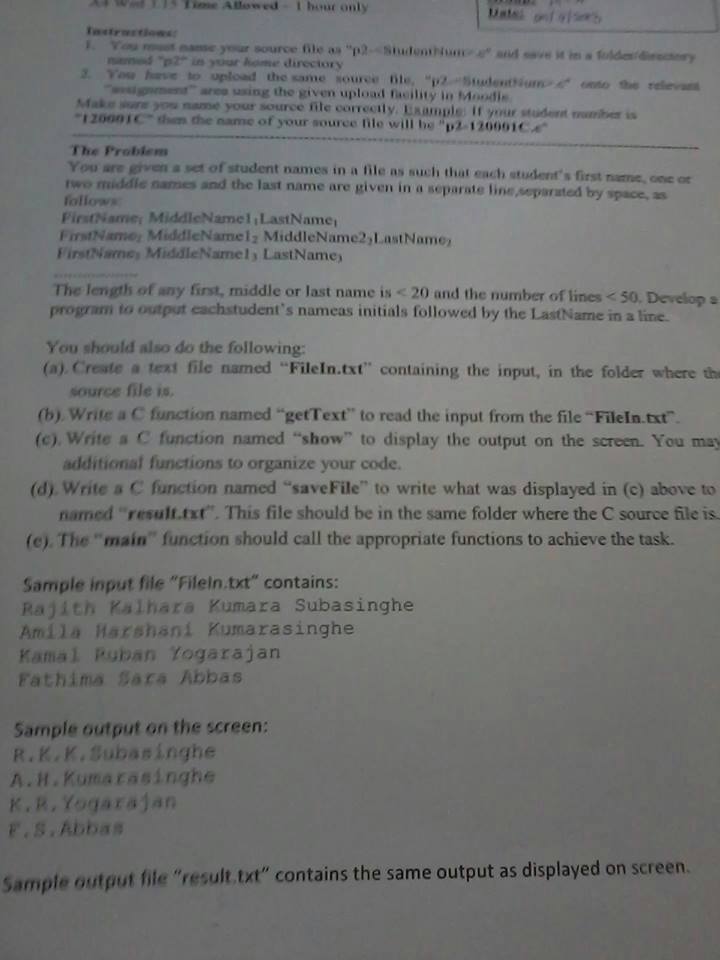 Time Allowed - 1 hour only
Date:
Instructions:
1. You must name your source file as "p2-<StudentNum>.c" and save it in a folder/directory
named "p2" in your home directory
2. You have to upload the same source file, "p2-<StudentNum>.c" onto the relevant
"assignment" area using the given upload facility in Moodle.
Make sure you name your source file correctly. Example: If your student number is
"120001C" then the name of your source file will be "p2-120001C.c"
The Problem
You are given a set of student names in a file as such that each student's first name, one or
two middle names and the last name are given in a separate line,separated by space, as
follows:
FirstName₁ MiddleName1₁LastName₁
FirstName₂ MiddleName1₂ MiddleName2₂LastName₂
FirstName₃ MiddleName1₃ LastName₃
....................
The length of any first, middle or last name is < 20 and the number of lines < 50. Develop a
program to output eachstudent's nameas initials followed by the LastName in a line.
You should also do the following:
(a). Create a text file named "FileIn.txt" containing the input, in the folder where the
source file is.
(b). Write a C function named "getText" to read the input from the file "FileIn.txt".
(c). Write a C function named "show" to display the output on the screen. You may
additional functions to organize your code.
(d). Write a C function named "saveFile" to write what was displayed in (c) above to
named "result.txt". This file should be in the same folder where the C source file is.
(e). The "main" function should call the appropriate functions to achieve the task.
Sample input file "FileIn.txt" contains:
Rajith Kalhara Kumara Subasinghe
Amila Harshani Kumarasinghe
Kamal Ruban Yogarajan
Fathima Sara Abbas
Sample output on the screen:
R.K.K.Subasinghe
A.H.Kumarasinghe
K.R.Yogarajan
F.S.Abbas
Sample output file "result.txt" contains the same output as displayed on screen.